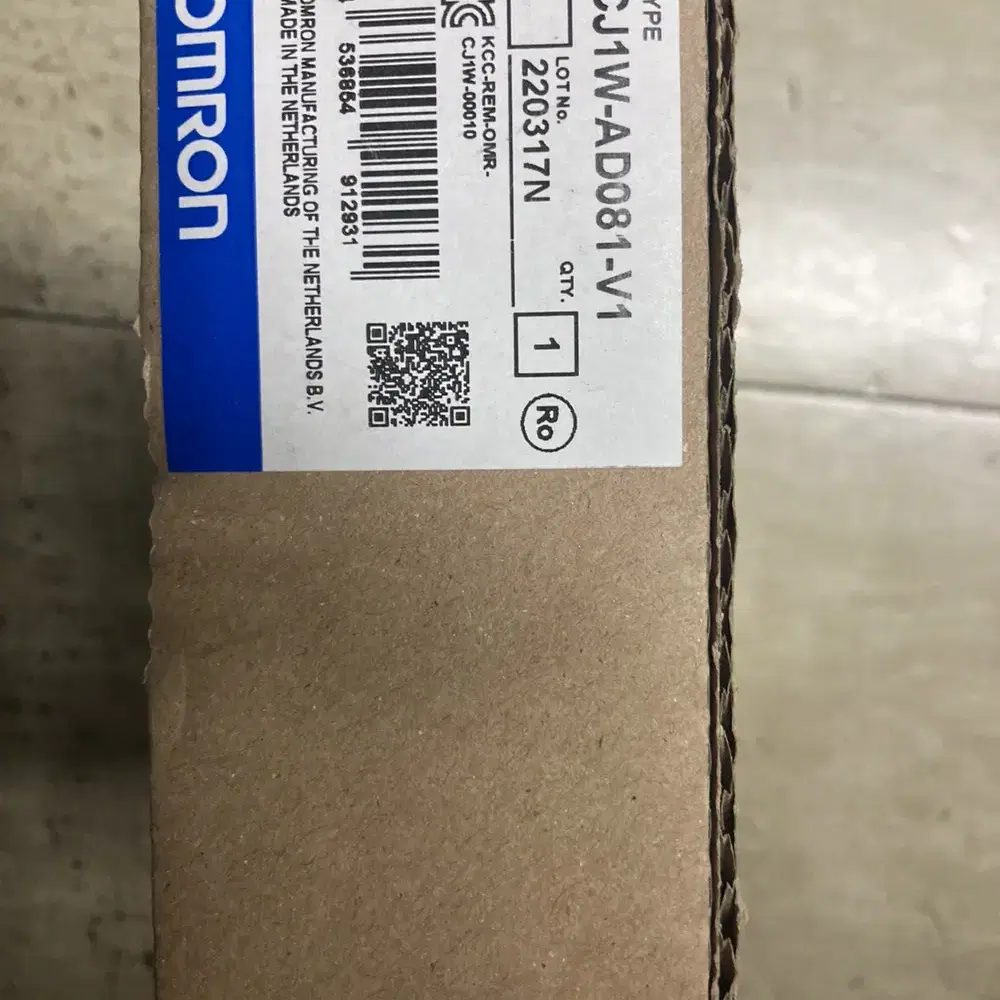 YPE
CJ1W-AD081-V1
LOT No.
220317N
QTY.
1
Ro
KCC-REM-OMR-
CJ1W-00010
536854 912931
OMRON MANUFACTURING OF THE NETHERLANDS B.V.
MADE IN THE NETHERLANDS
OMRON